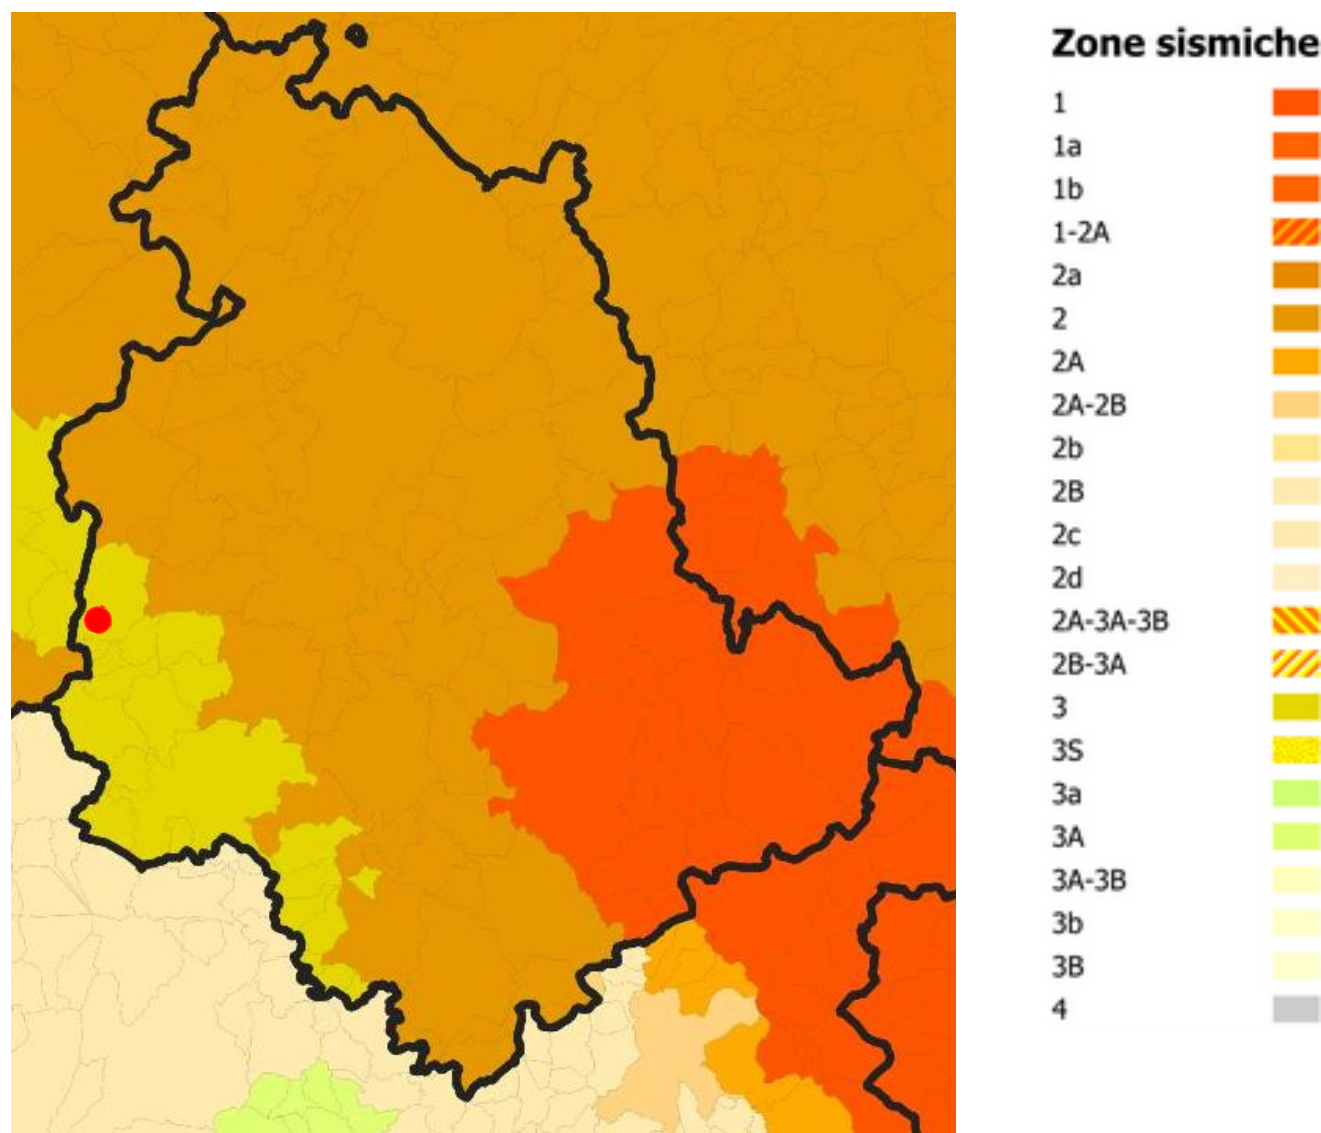 Zone sismiche
1
1a
1b
1-2A
2a
2
2A
2A-2B
2b
2B
2c
2d
2A-3A-3B
2B-3A
3
3S
3a
3A
3A-3B
3b
3B
4